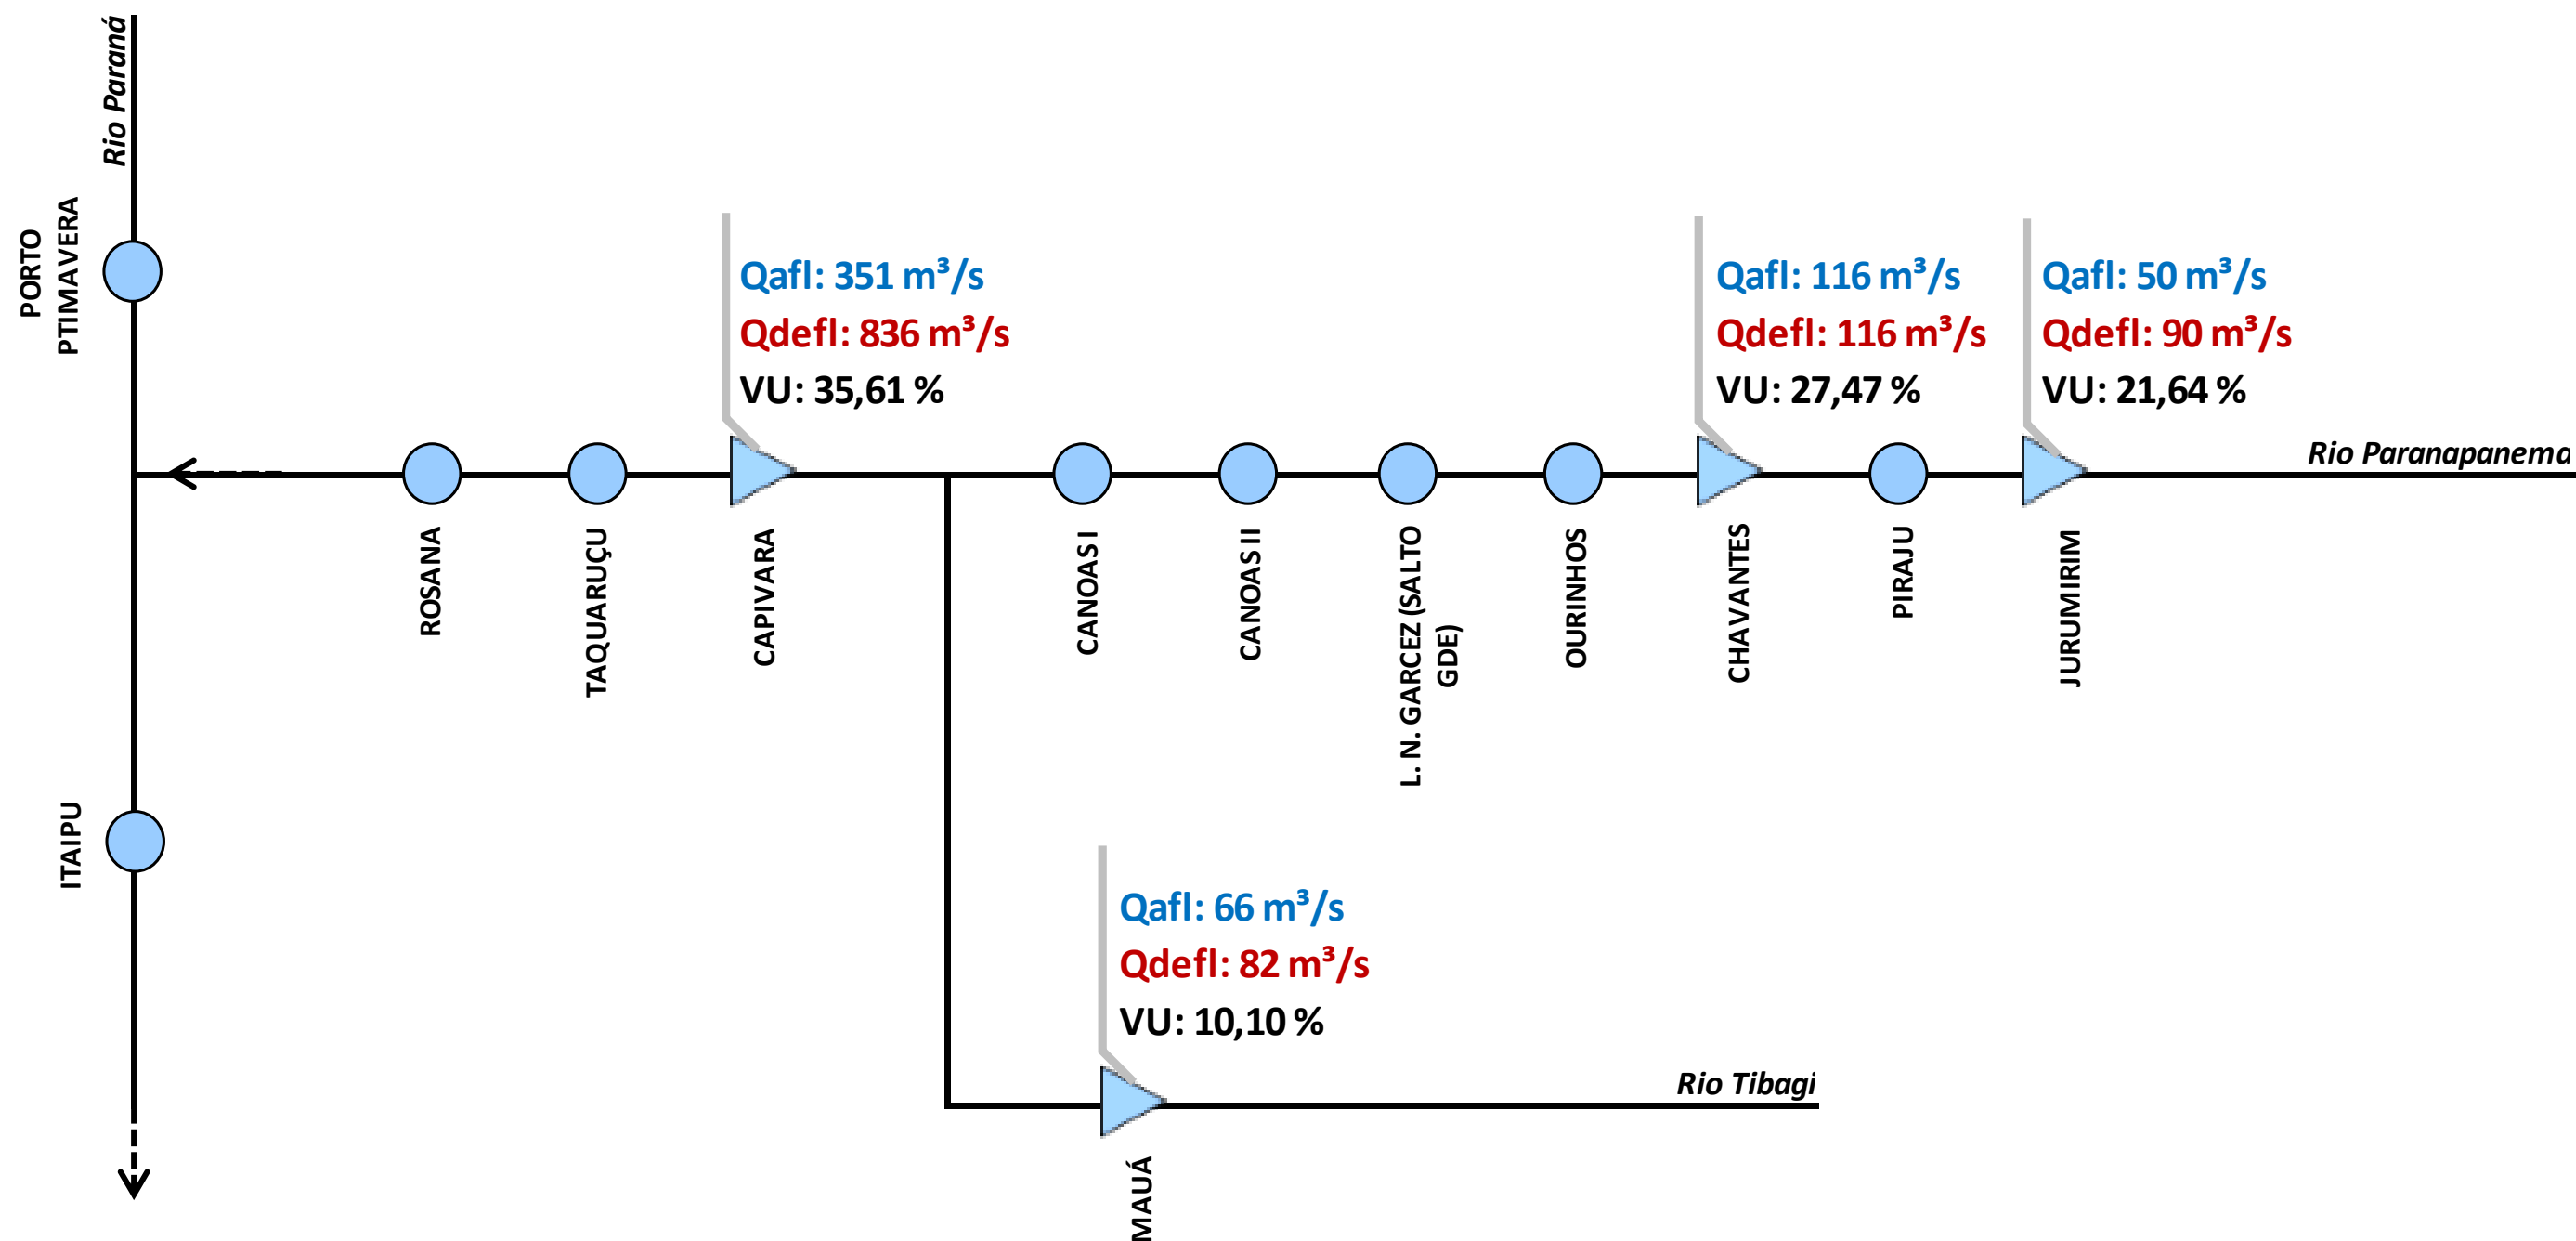 Rio Paraná
PORTO
PTIMAVERA
Qafl: 351 m³/s
Qdefl: 836 m³/s
VU: 35,61 %
Qafl: 116 m³/s
Qdefl: 116 m³/s
VU: 27,47 %
Qafl: 50 m³/s
Qdefl: 90 m³/s
VU: 21,64 %
Rio Paranapanema
ROSANA
TAQUARUÇU
CAPIVARA
CANOAS I
CANOAS II
L. N. GARCEZ (SALTO
GDE)
OURINHOS
CHAVANTES
PIRAJU
JURUMIRIM
ITAIPU
Qafl: 66 m³/s
Qdefl: 82 m³/s
VU: 10,10 %
Rio Tibagi
MAUÁ